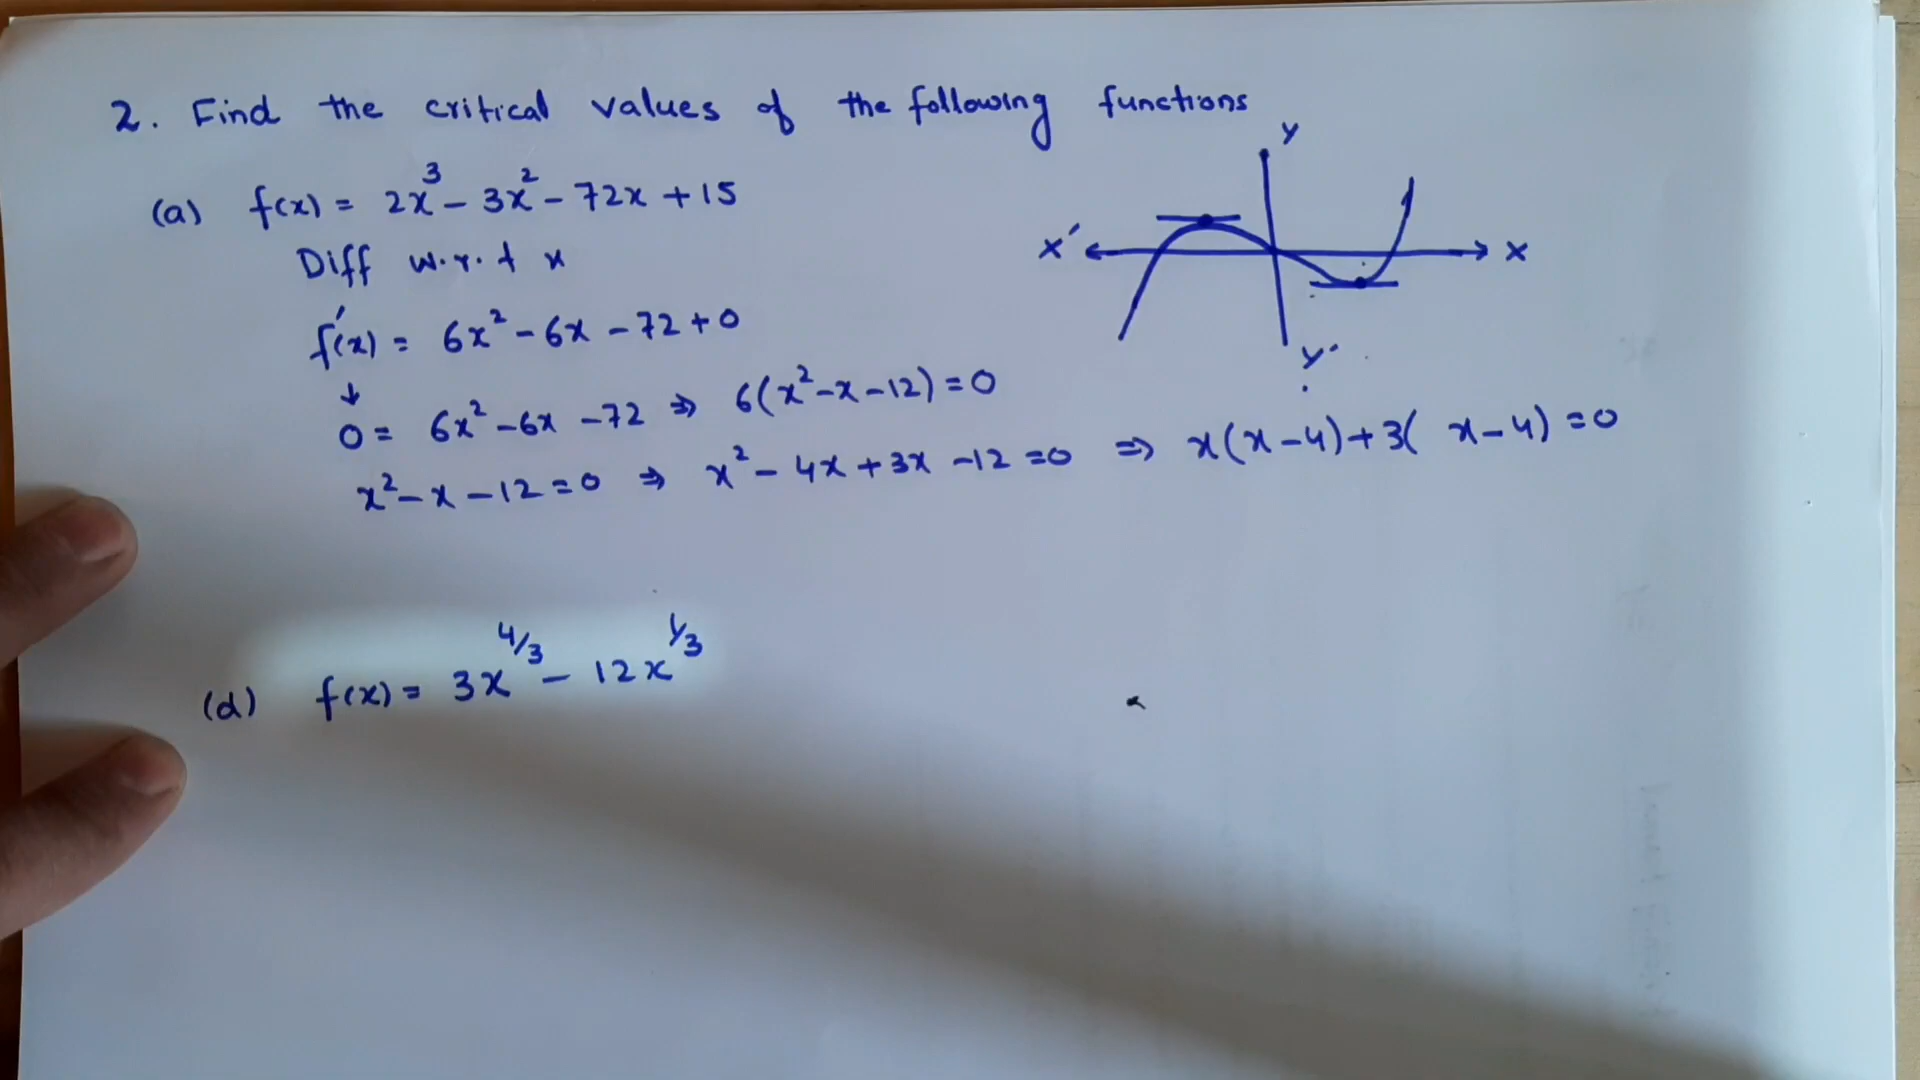 2. Find the critical values of the following functions
(a) f(x) = 2x³ - 3x² - 72x + 15
Diff w.r.t x
f'(x) = 6x² - 6x - 72 + 0
↓
0 = 6x² - 6x - 72 ⇒ 6(x² - x - 12) = 0
x² - x - 12 = 0 ⇒ x² - 4x + 3x - 12 = 0 ⇒ x(x - 4) + 3( x - 4) = 0
Y
X' X
Y'
(d) f(x) = 3x^4/3 - 12x^1/3